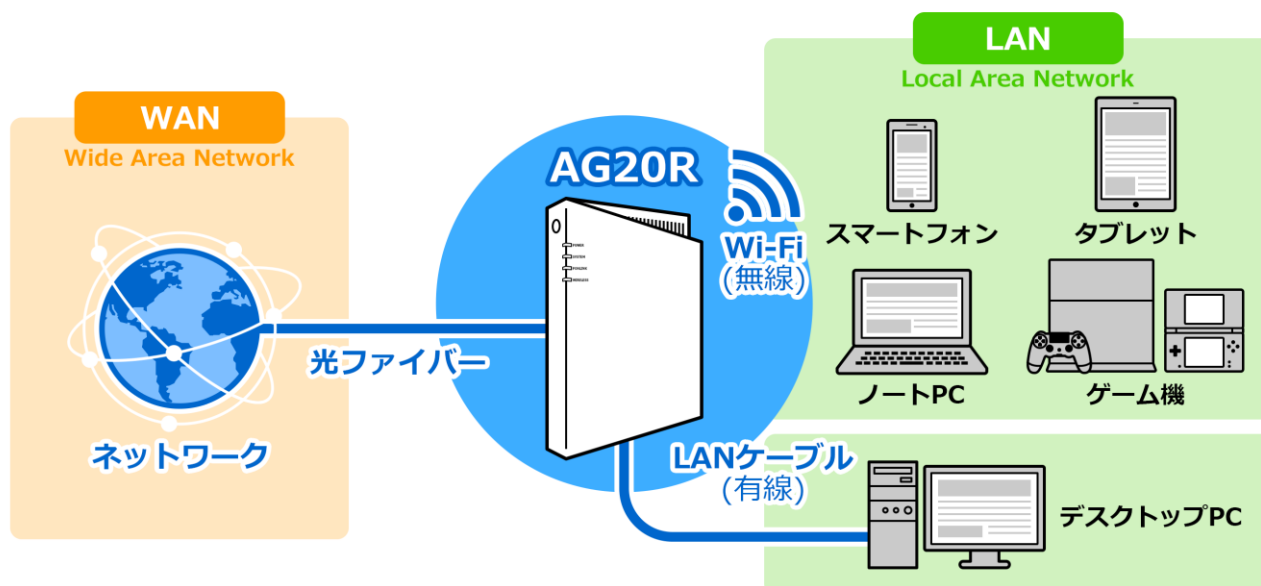 WAN
Wide Area Network
ネットワーク
光ファイバー
AG20R
Wi-Fi
(無線)
LANケーブル
(有線)
LAN
Local Area Network
スマートフォン
タブレット
ノートPC
ゲーム機
デスクトップPC
POWER
SYSTEM